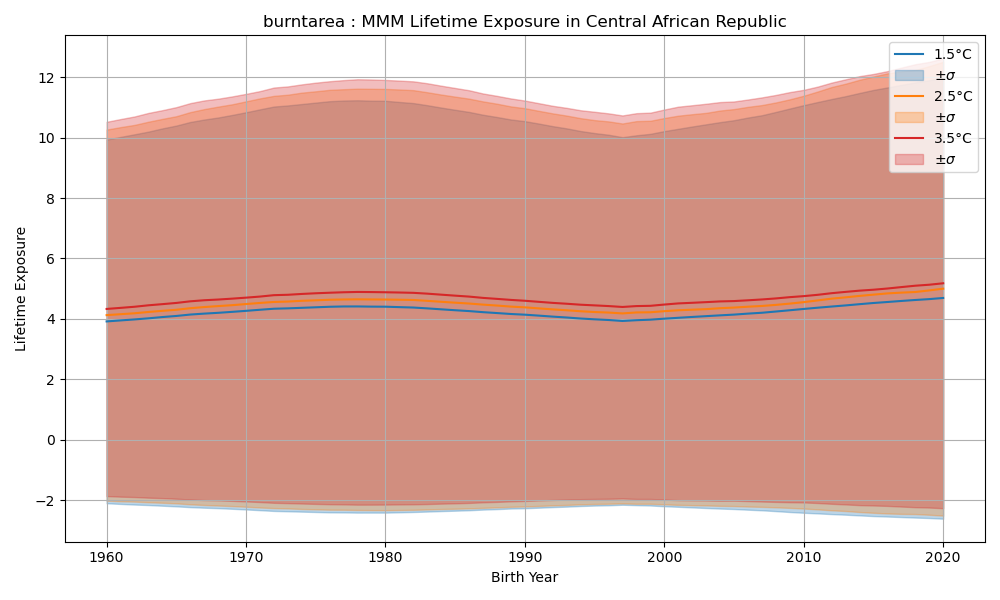 burntarea : MMM Lifetime Exposure in Central African Republic
1.5°C
±σ
2.5°C
±σ
3.5°C
±σ
Lifetime Exposure
12
10
8
6
4
2
0
−2
1960
1970
1980
1990
2000
2010
2020
Birth Year